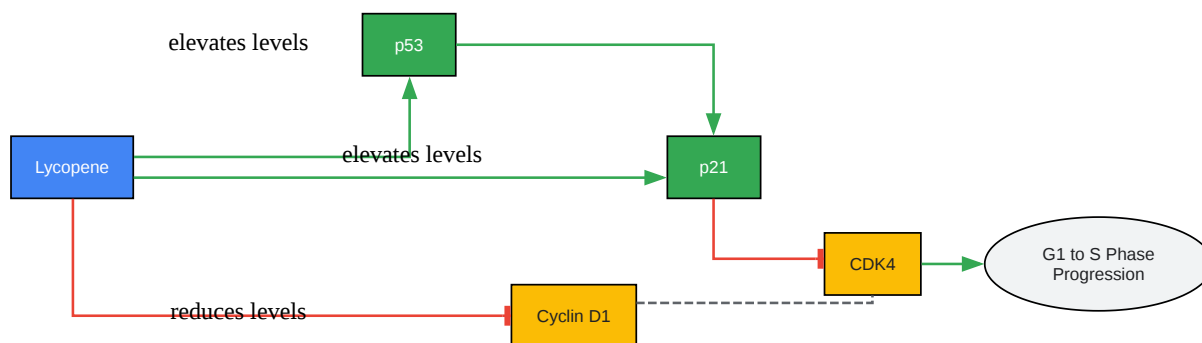 elevates levels
p53
Lycopene
elevates levels
p21
CDK4
G1 to S Phase
Progression
reduces levels
Cyclin D1